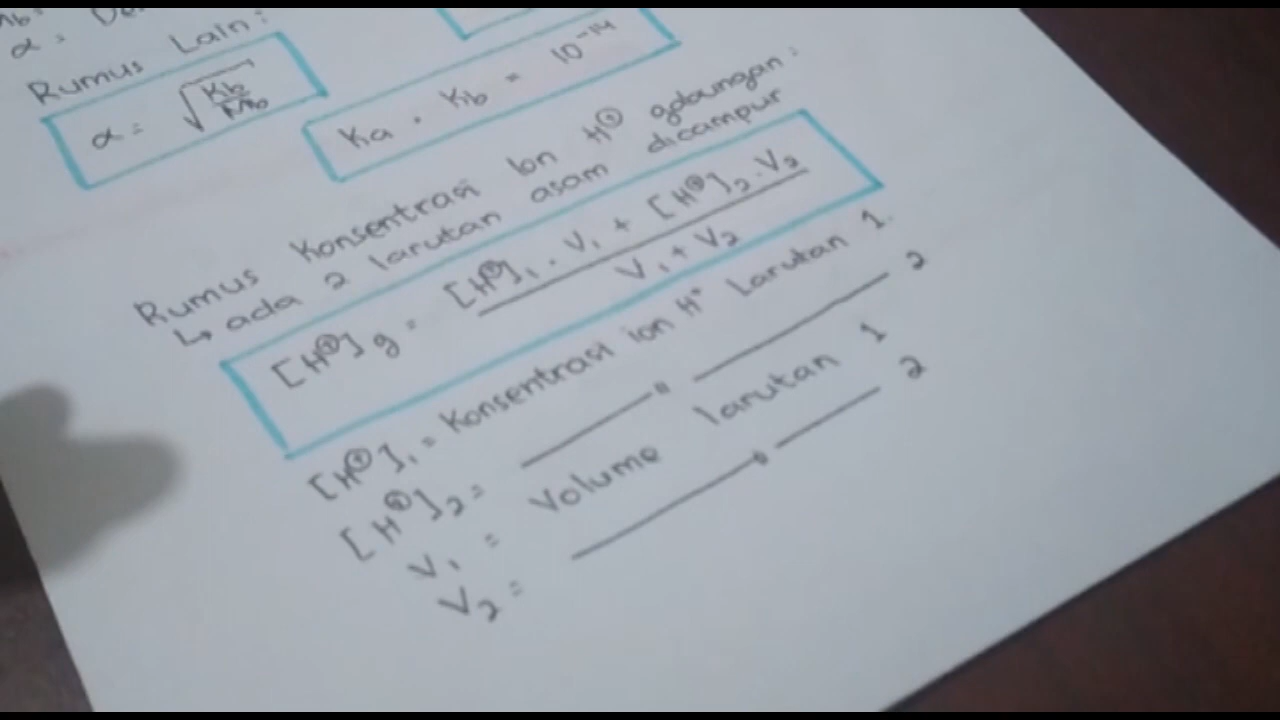 α =
Rumus Lain:
α = √Kb/Mb
Ka . Kb = 10⁻¹⁴
Rumus Konsentrasi Ion H⊕ gabungan:
↳ ada 2 larutan asam dicampur
[H⊕]g = [H⊕]₁ . V₁ + [H⊕]₂ . V₂
V₁ + V₂
[H⊕]₁ = Konsentrasi ion H⁺ Larutan 1.
[H⊕]₂ = ———"——— 2
V₁ = Volume larutan 1
V₂ = ———"——— 2